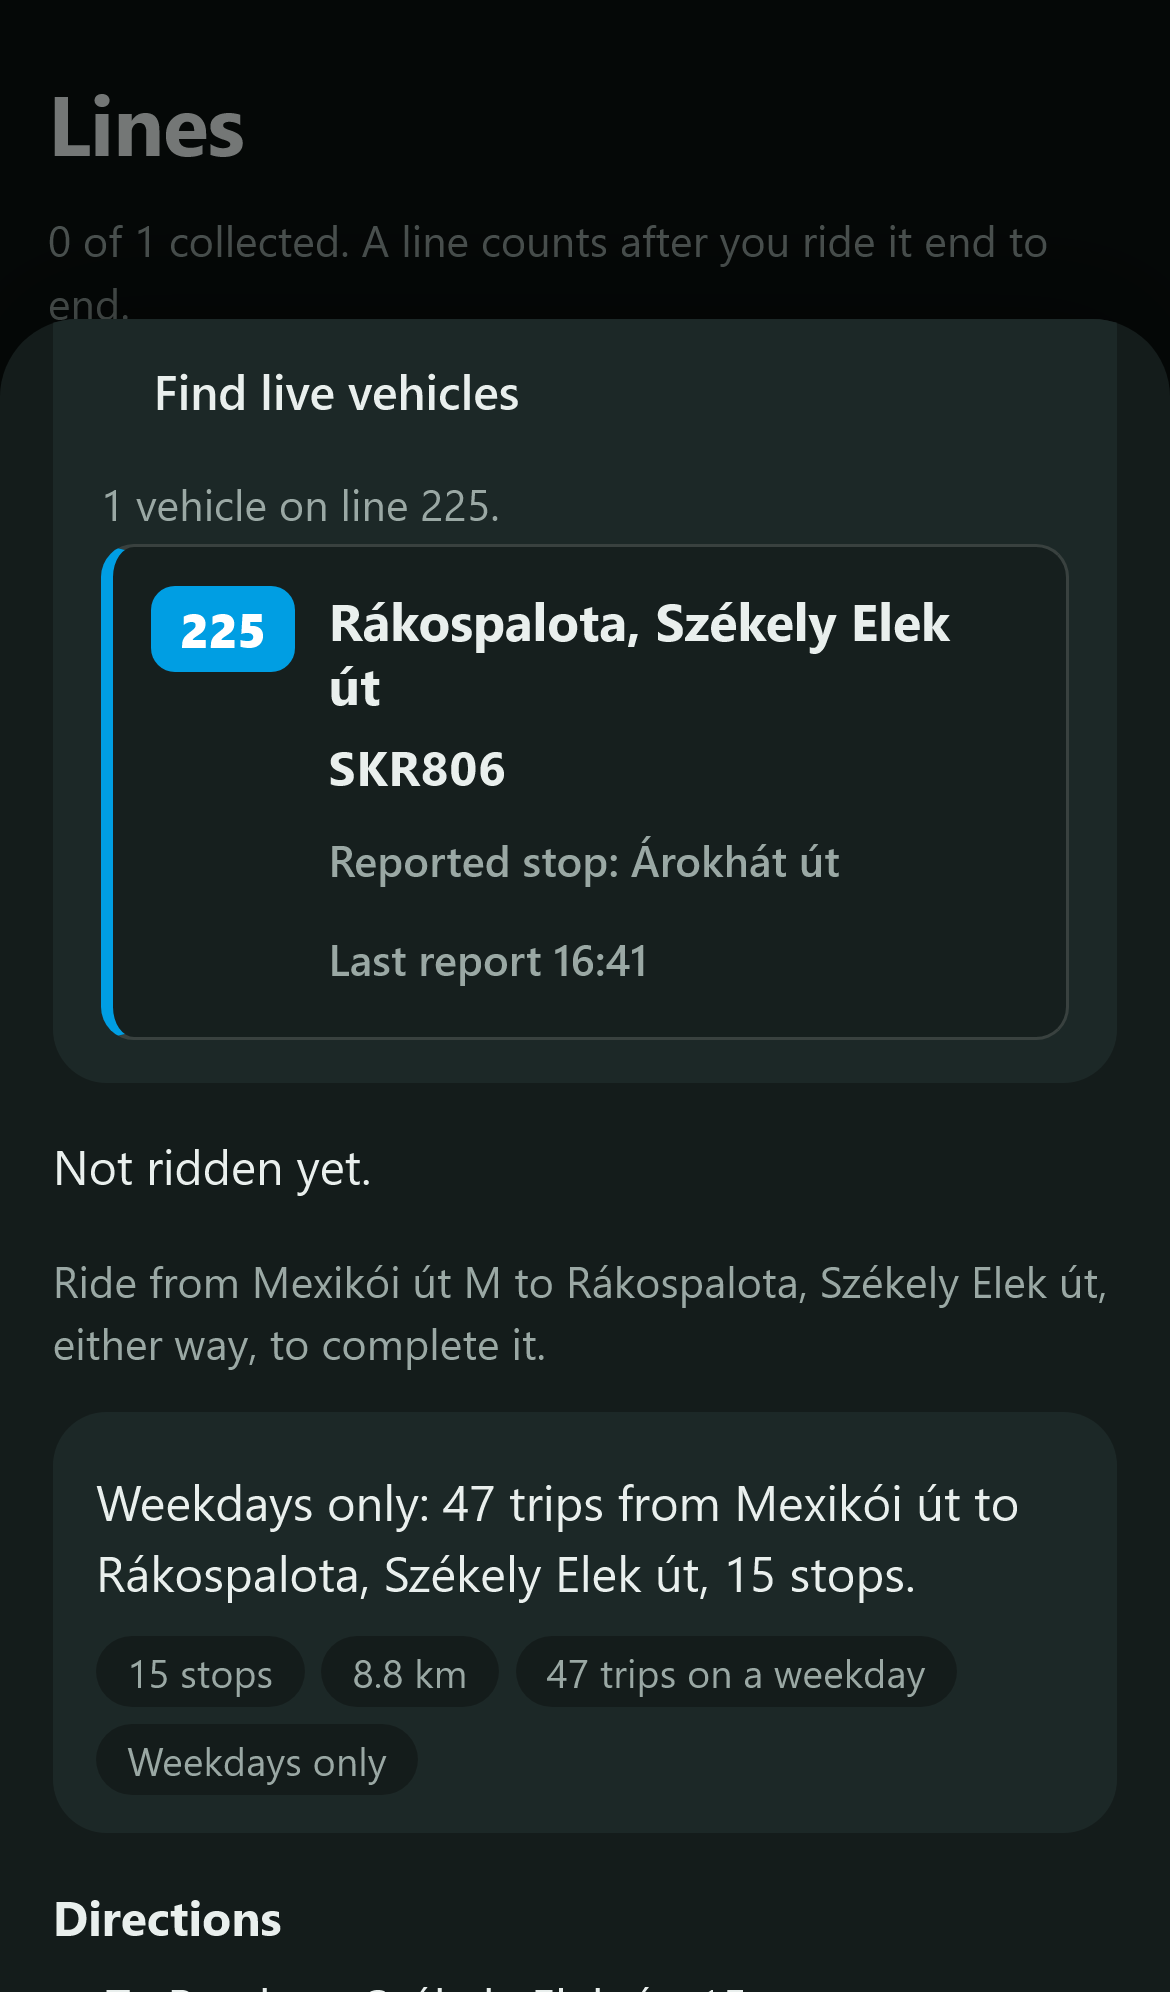 Lines
0 of 1 collected. A line counts after you ride it end to
end.
Find live vehicles
1 vehicle on line 225.
225
Rákospalota, Székely Elek
út
SKR806
Reported stop: Árokhát út
Last report 16:41
Not ridden yet.
Ride from Mexikói út M to Rákospalota, Székely Elek út,
either way, to complete it.
Weekdays only: 47 trips from Mexikói út to
Rákospalota, Székely Elek út, 15 stops.
15 stops
8.8 km
47 trips on a weekday
Weekdays only
Directions